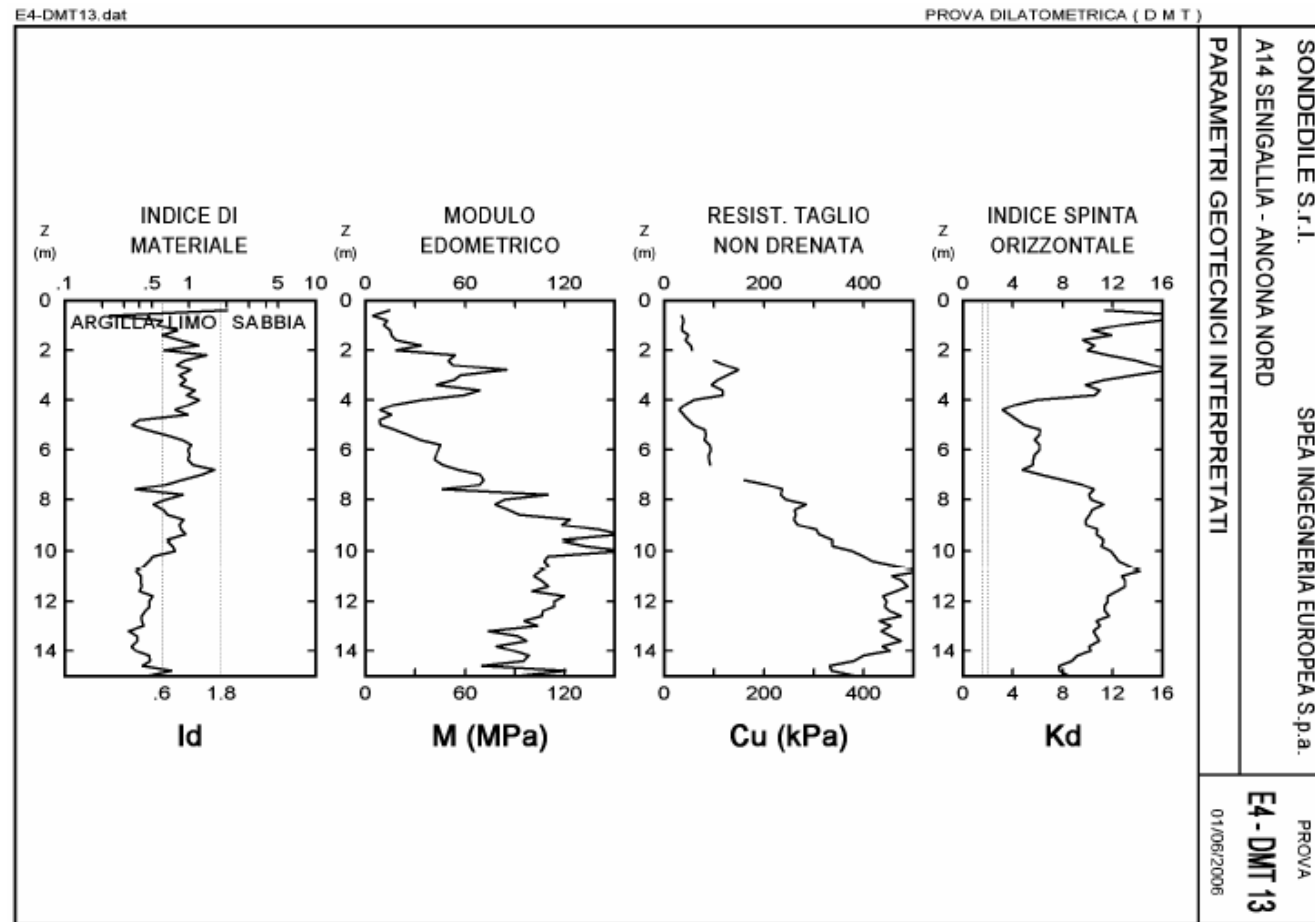 E4-DMT13.dat
PROVA DILATOMETRICA ( D M T )
SONDEDILE S.r.l.
SPEA INGEGNERIA EUROPEA S.p.a.
PROVA
A14 SENIGALLIA - ANCONA NORD
E4 - DMT 13
PARAMETRI GEOTECNICI INTERPRETATI
01/06/2006
INDICE DI
MATERIALE
Z
(m)
.1 .5 1 5 10
ARGILLA LIMO SABBIA
0
2
4
6
8
10
12
14
.6 1.8
Id
MODULO
EDOMETRICO
Z
(m)
0 60 120
0
2
4
6
8
10
12
14
0 60 120
M (MPa)
RESIST. TAGLIO
NON DRENATA
Z
(m)
0 200 400
0
2
4
6
8
10
12
14
0 200 400
Cu (kPa)
INDICE SPINTA
ORIZZONTALE
Z
(m)
0 4 8 12 16
0
2
4
6
8
10
12
14
0 4 8 12 16
Kd